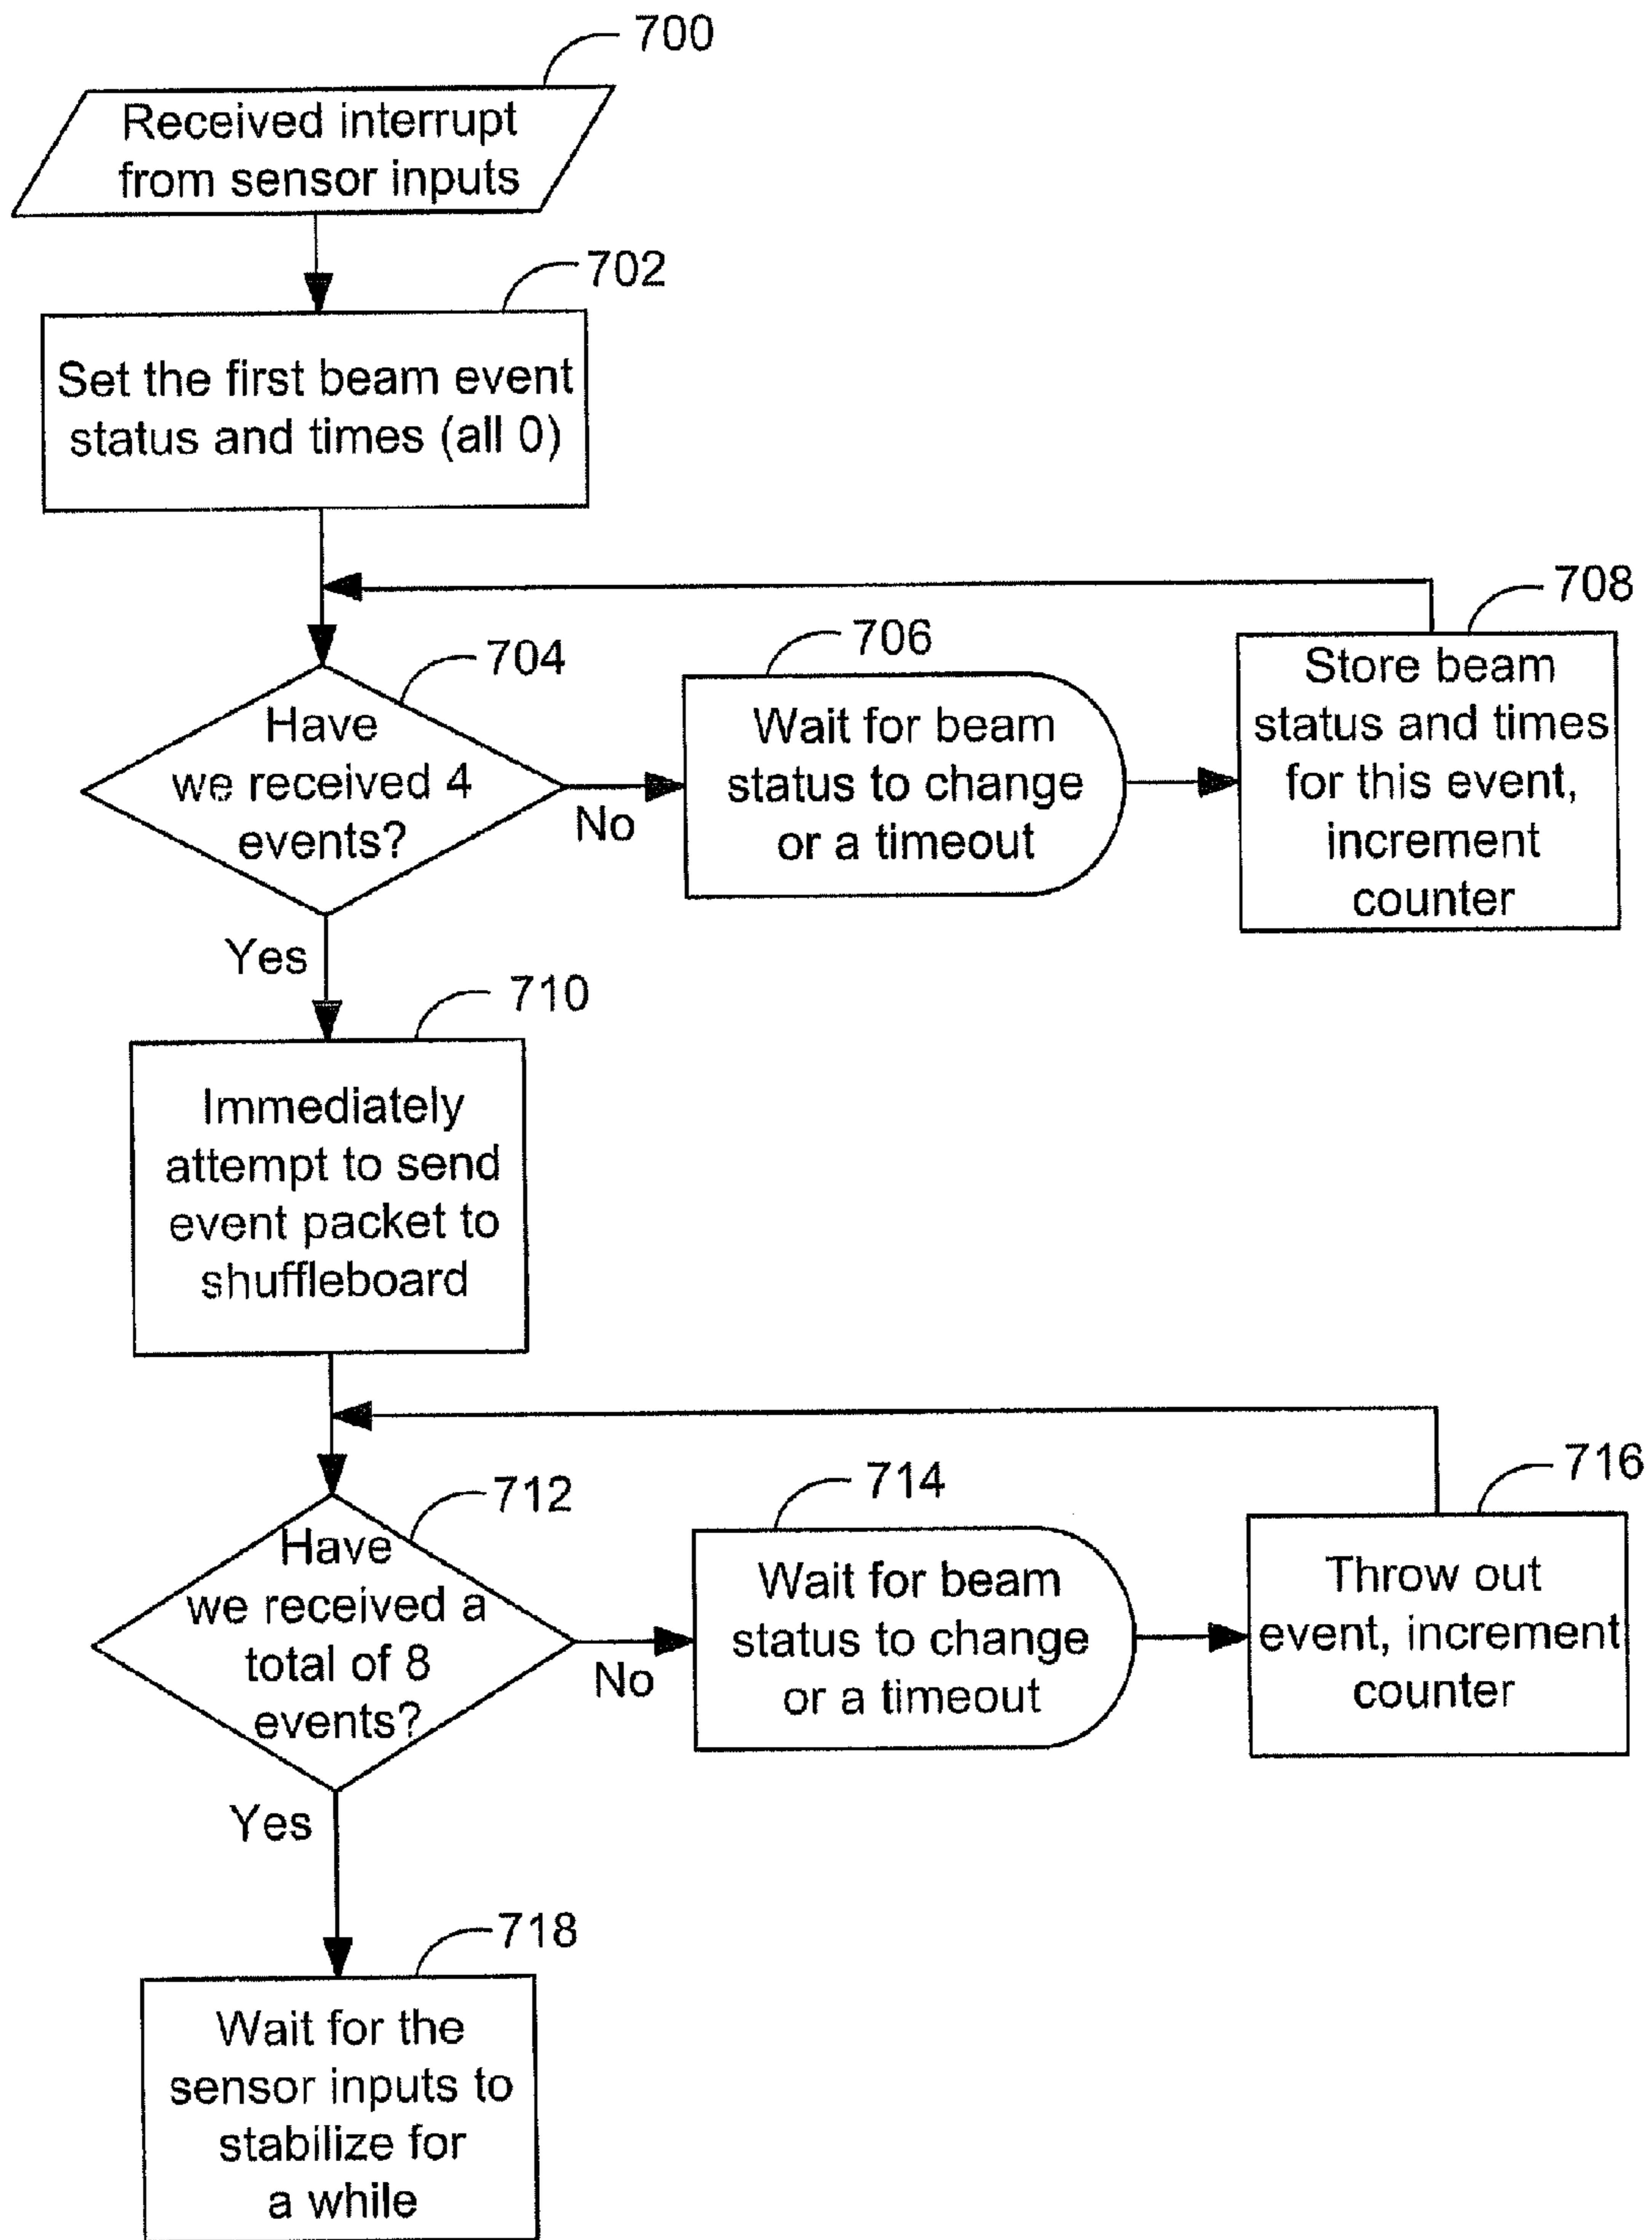 700
Received interrupt
from sensor inputs
702
Set the first beam event
status and times (all 0)
704
Have
we received 4
events?
No
Yes
706
Wait for beam
status to change
or a timeout
708
Store beam
status and times
for this event,
increment
counter
710
Immediately
attempt to send
event packet to
shuffleboard
712
Have
we received a
total of 8
events?
No
Yes
714
Wait for beam
status to change
or a timeout
716
Throw out
event, increment
counter
718
Wait for the
sensor inputs to
stabilize for
a while